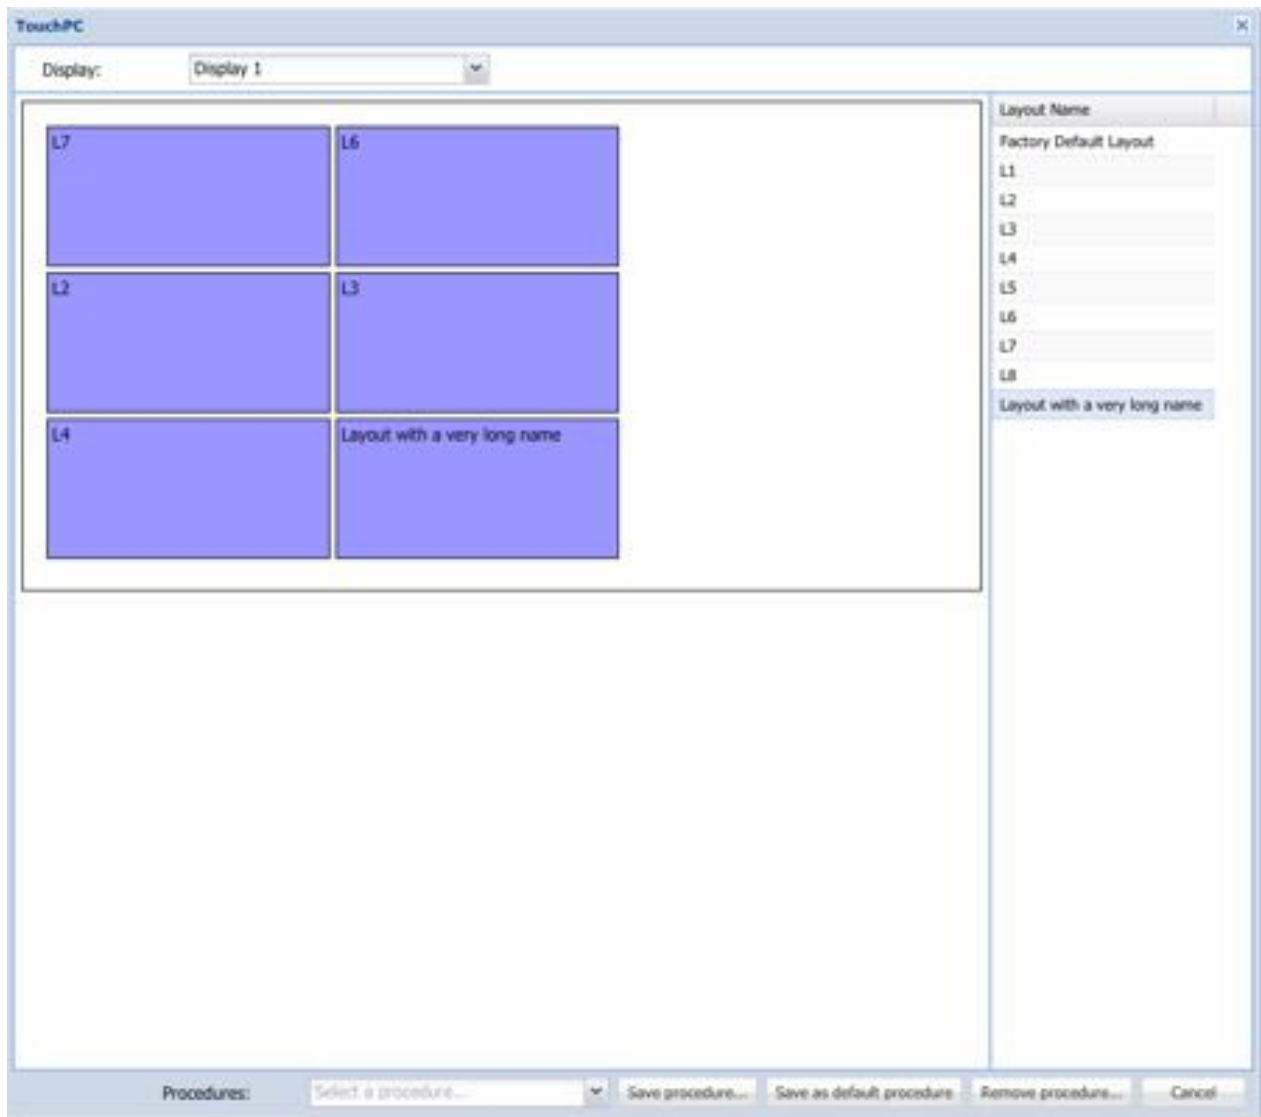 TouchPC
Display: Display 1
L7 L6
L2 L3
L4 Layout with a very long name
Layout Name
Factory Default Layout
L1
L2
L3
L4
L5
L6
L7
L8
Layout with a very long name
Procedures: Select a procedure... Save procedure... Save as default procedure Remove procedure... Cancel